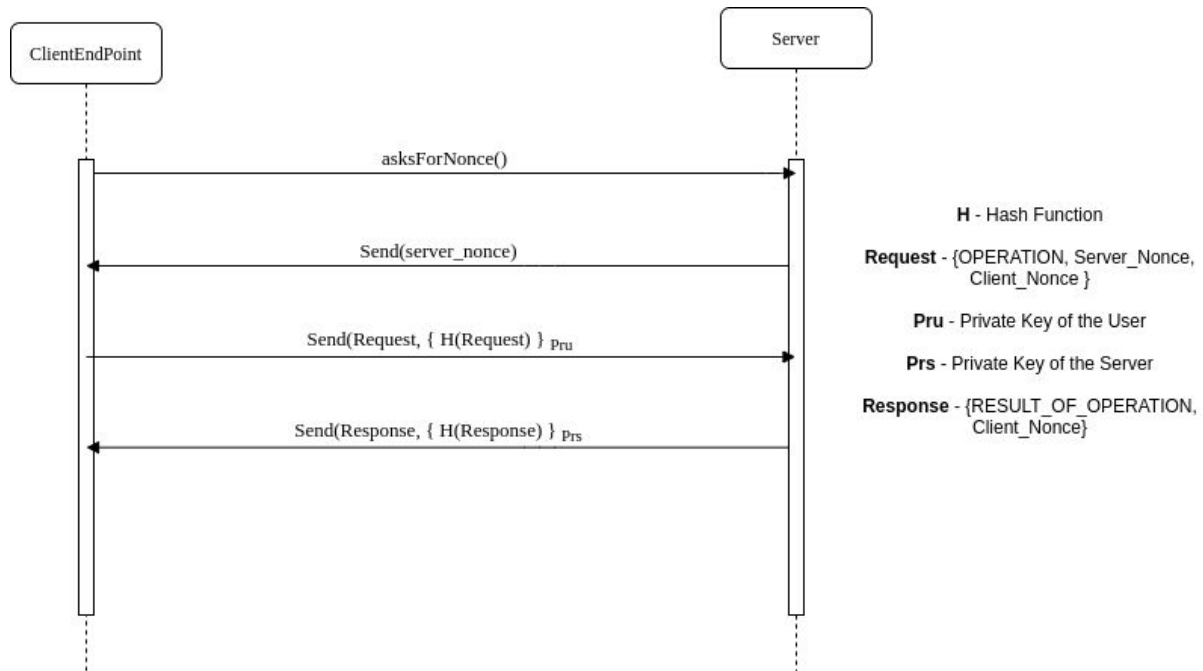 ClientEndPoint
Server
asksForNonce()
Send(server_nonce)
Send(Request, { H(Request) } Pru
Send(Response, { H(Response) } Prs
H - Hash Function
Request - {OPERATION, Server_Nonce,
Client_Nonce }
Pru - Private Key of the User
Prs - Private Key of the Server
Response - {RESULT_OF_OPERATION,
Client_Nonce}